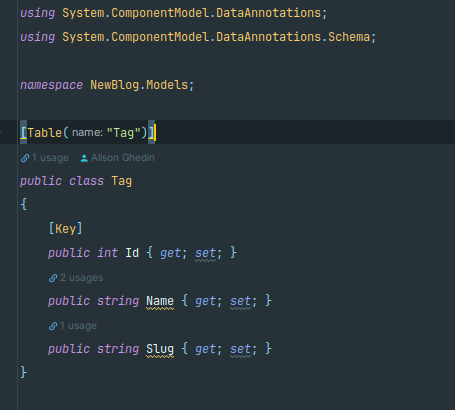 using System.ComponentModel.DataAnnotations;
using System.ComponentModel.DataAnnotations.Schema;
namespace NewBlog.Models;
[Table( name: "Tag")]
1 usage Alison Ghedin
public class Tag
{
[Key]
public int Id { get; set; }
2 usages
public string Name { get; set; }
1 usage
public string Slug { get; set; }
}